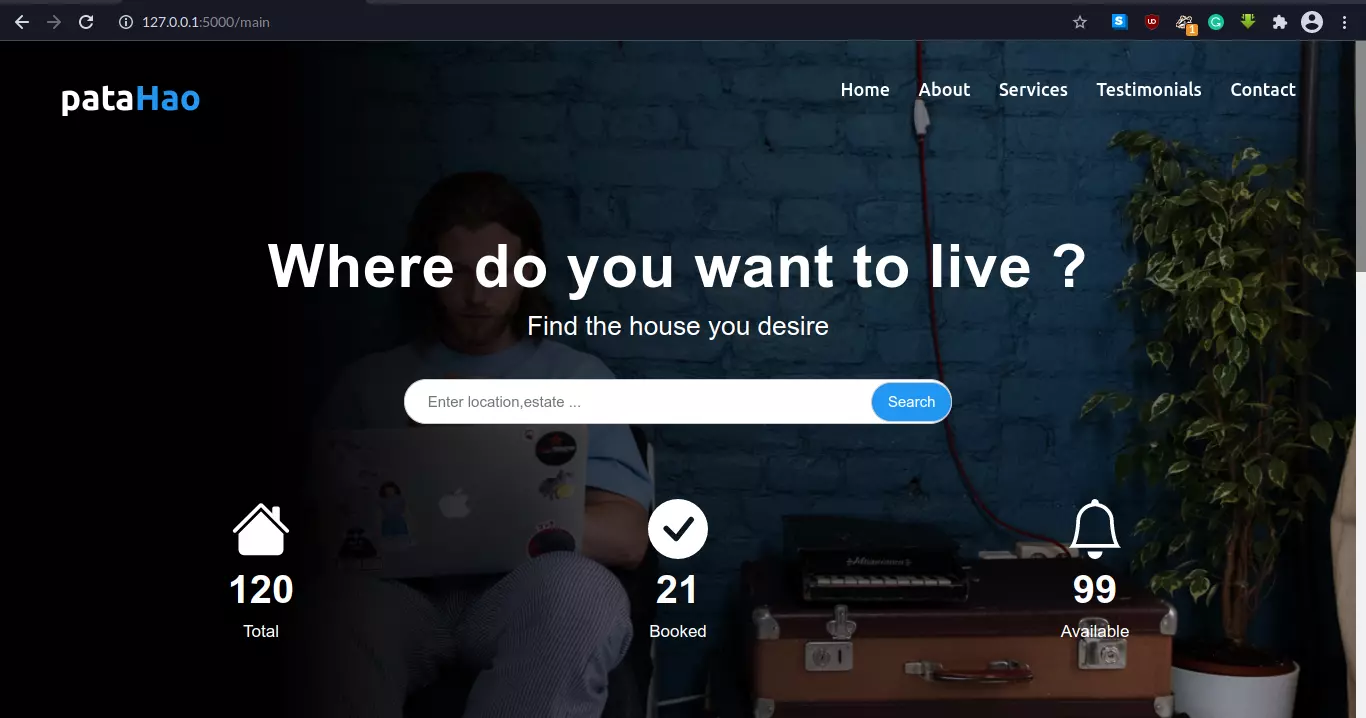 127.0.0.1:5000/main
1
pataHao
Home About Services Testimonials Contact
Where do you want to live ?
Find the house you desire
Enter location,estate ...
Search
120 21 99
Total Booked Available